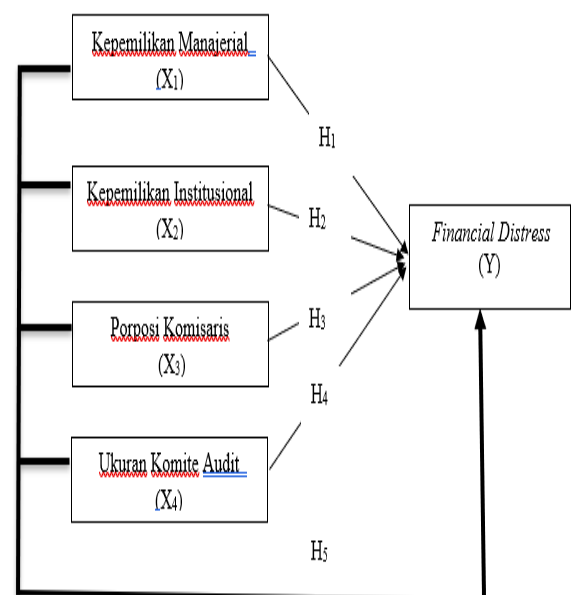 Kepemilikan Manajerial
(X1)
H1
Kepemilikan Institusional
(X2)
H2
Financial Distress
(Y)
Porposi Komisaris
(X3)
H3
H4
Ukuran Komite Audit
(X4)
H5